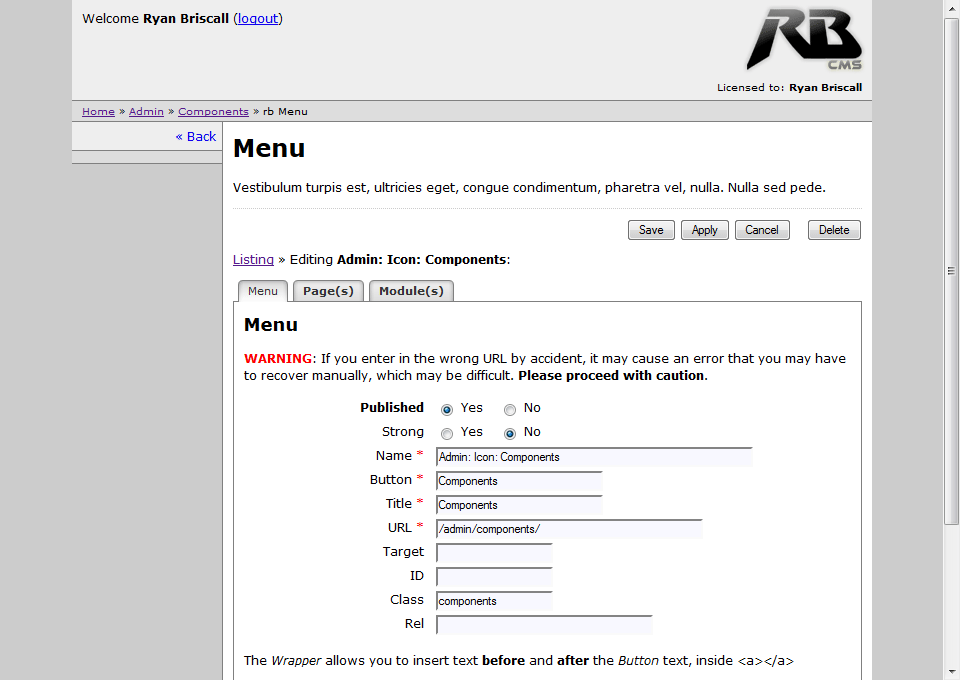 Welcome Ryan Briscall (logout)
RB
CMS
Licensed to: Ryan Briscall
Home » Admin » Components » rb Menu
« Back
Menu
Vestibulum turpis est, ultricies eget, congue condimentum, pharetra vel, nulla. Nulla sed pede.
Save Apply Cancel Delete
Listing » Editing Admin: Icon: Components:
Menu Page(s) Module(s)
Menu
WARNING: If you enter in the wrong URL by accident, it may cause an error that you may have
to recover manually, which may be difficult. Please proceed with caution.
Published Yes No
Strong Yes No
Name * Admin: Icon: Components
Button * Components
Title * Components
URL * /admin/components/
Target
ID
Class components
Rel
The Wrapper allows you to insert text before and after the Button text, inside <a></a>